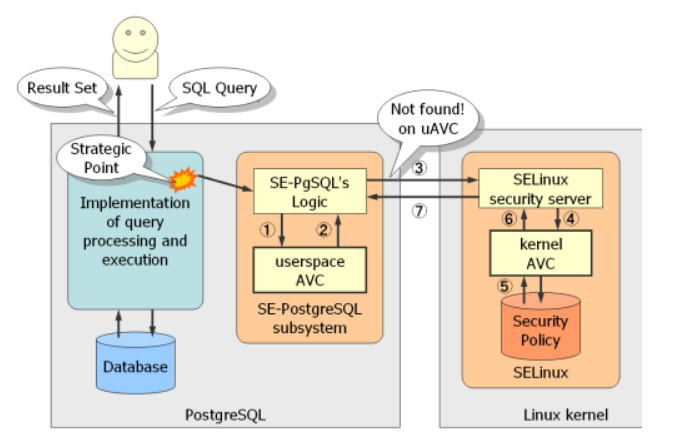 Result Set
SQL Query
Not found!
on uAVC
Strategic
Point
Implementation
of query
processing and
execution
SE-PgSQL's
Logic
③
⑦
SELinux
security server
①
②
⑥
④
userspace
AVC
kernel
AVC
⑤
SE-PostgreSQL
subsystem
Security
Policy
Database
SELinux
PostgreSQL
Linux kernel